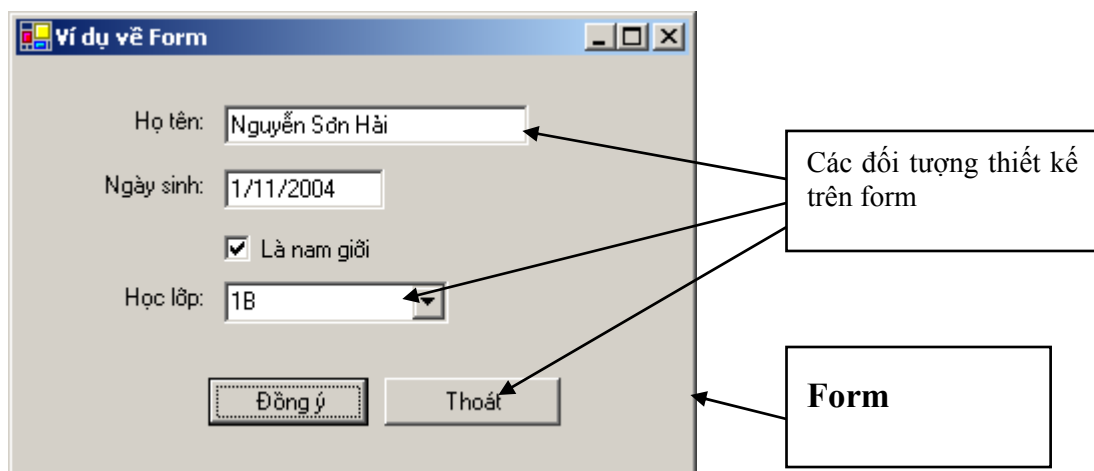 Ví dụ về Form
Họ tên: Nguyễn Sơn Hải
Ngày sinh: 1/11/2004
Là nam giới
Học lớp: 1B
Đồng ý Thoát
Các đối tượng thiết kế
trên form
Form